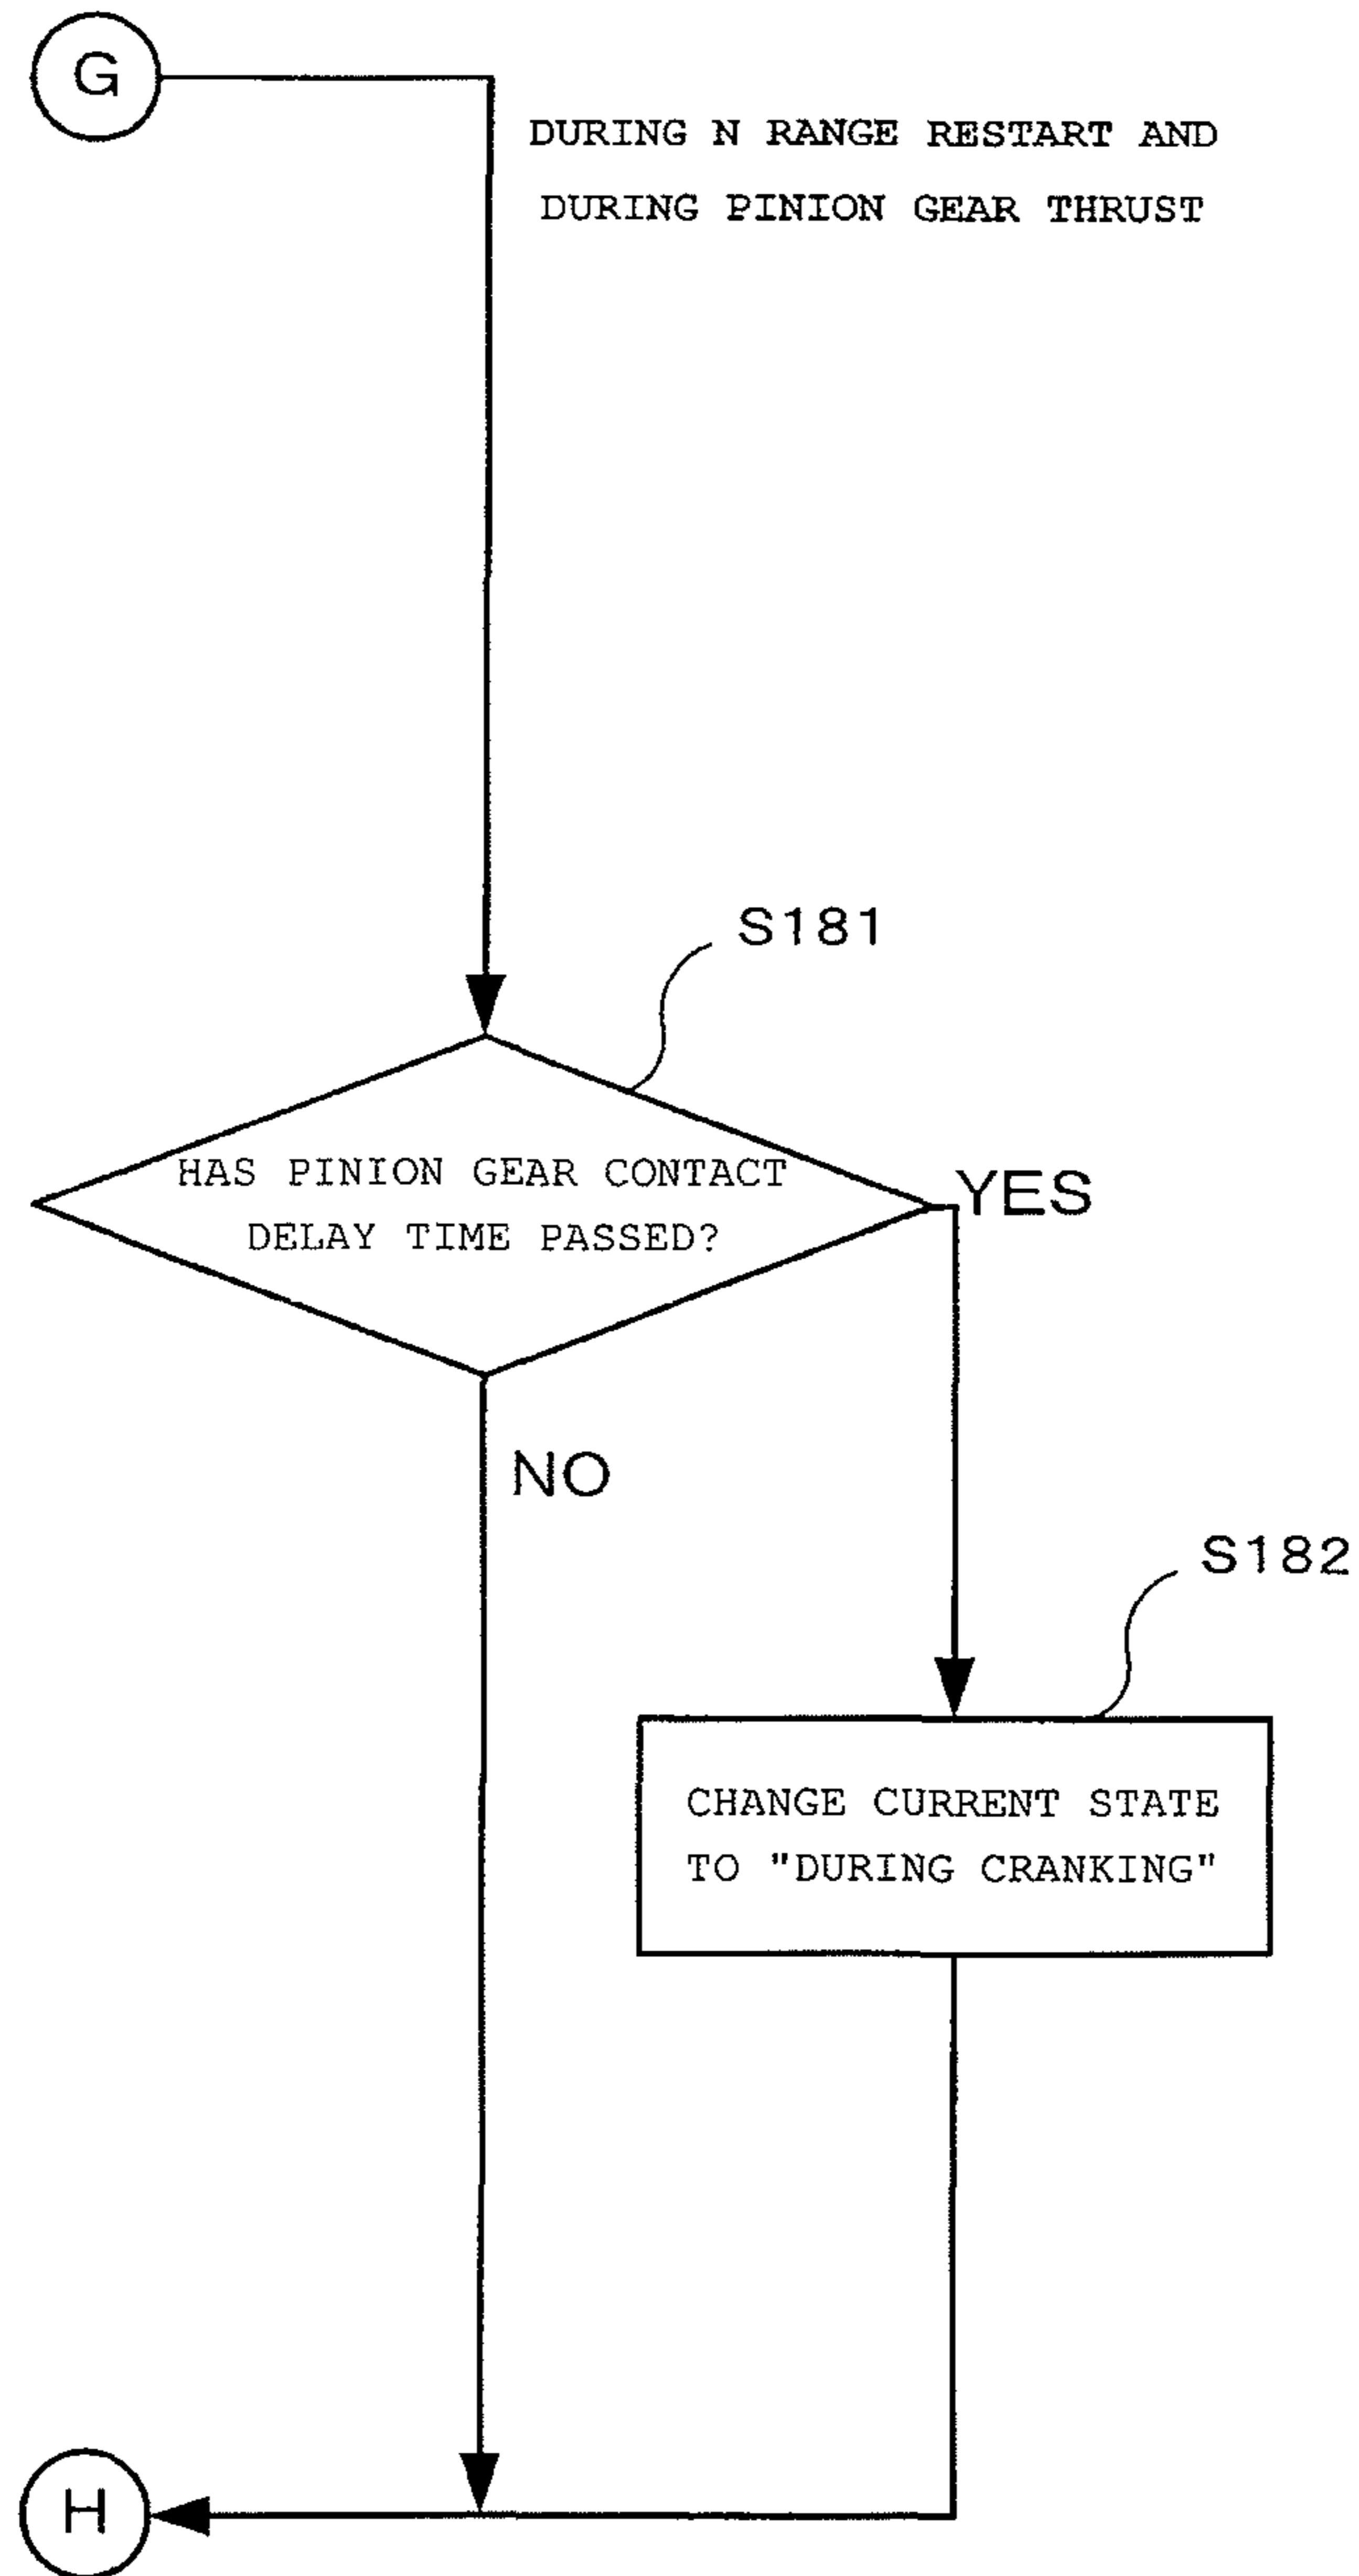 G
DURING N RANGE RESTART AND
DURING PINION GEAR THRUST
S181
HAS PINION GEAR CONTACT
DELAY TIME PASSED?
YES
NO
S182
CHANGE CURRENT STATE
TO "DURING CRANKING"
H